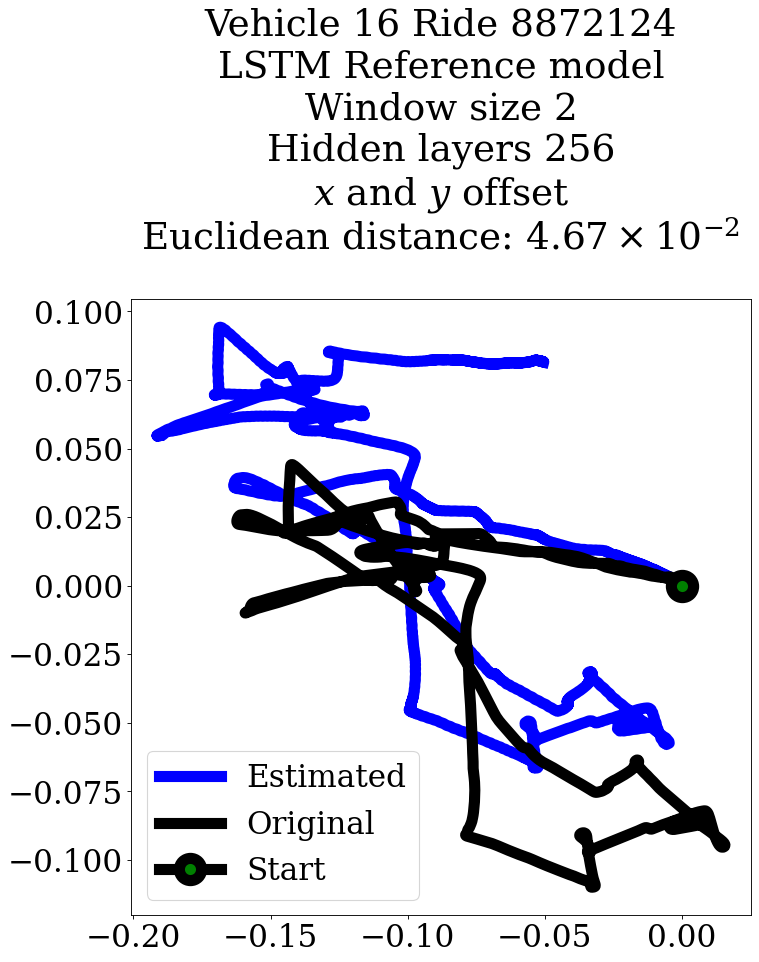 Vehicle 16 Ride 8872124
LSTM Reference model
Window size 2
Hidden layers 256
x and y offset
Euclidean distance: 4.67 × 10⁻²
0.100
0.075
0.050
0.025
0.000
−0.025
−0.050
−0.075
−0.100
Estimated
Original
Start
−0.20 −0.15 −0.10 −0.05 0.00